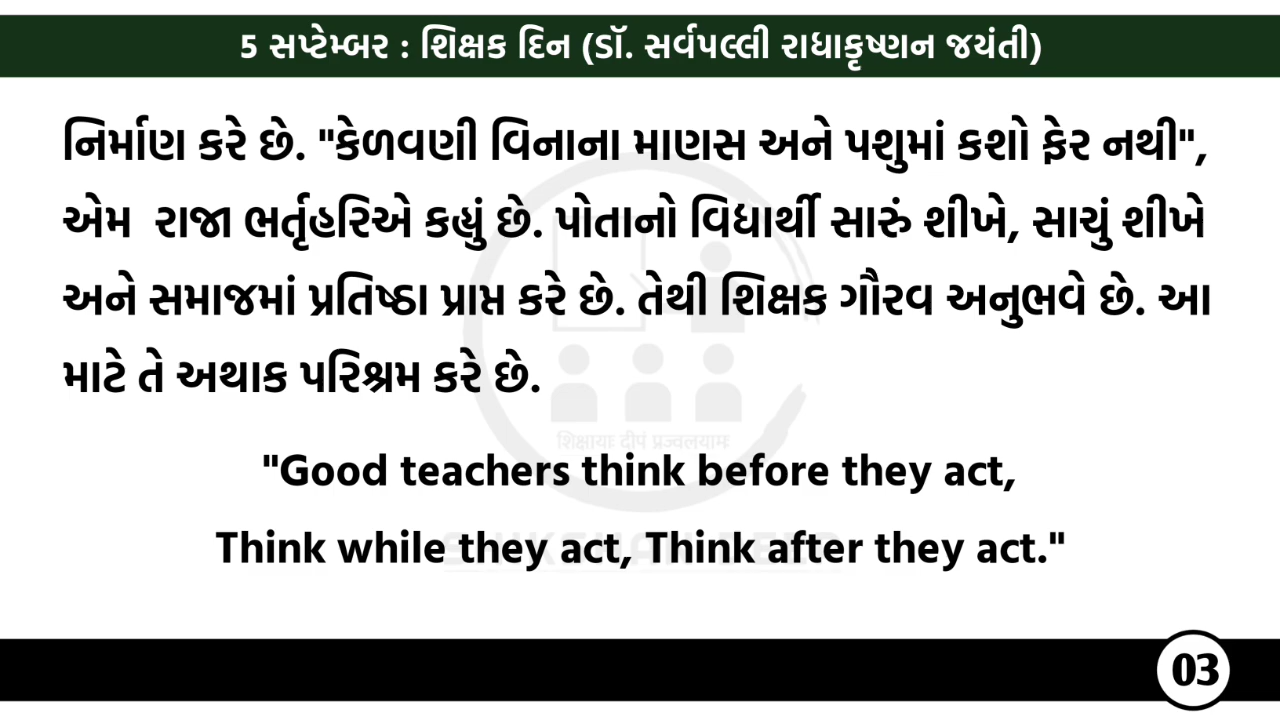 5 સપ્ટેમ્બર : શિક્ષક દિન (ડૉ. સર્વપલ્લી રાધાકૃષ્ણન જયંતી)
નિર્માણ કરે છે. "કેળવણી વિનાના માણસ અને પશુમાં કશો ફેર નથી",
એમ રાજા ભર્તૃહરિએ કહ્યું છે. પોતાનો વિદ્યાર્થી સારું શીખે, સાચું શીખે
અને સમાજમાં પ્રતિષ્ઠા પ્રાપ્ત કરે છે. તેથી શિક્ષક ગૌરવ અનુભવે છે. આ
માટે તે અથાક પરિશ્રમ કરે છે.
शिक्षायाः दीपं प्रज्वलयामः
"Good teachers think before they act,
Think while they act, Think after they act."
03